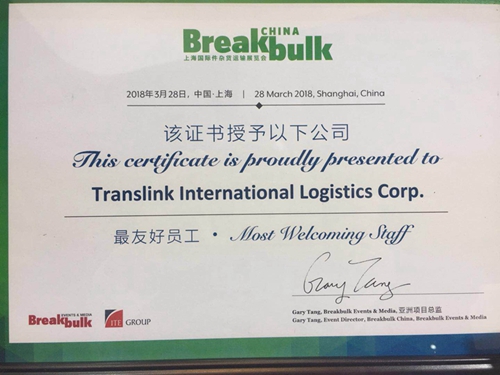 CHINA
Breakbulk
上海国际件杂货运输展览会
2018年3月28日，中国-上海 | 28 March 2018, Shanghai, China
该证书授予以下公司
This certificate is proudly presented to
Translink International Logistics Corp.
最友好员工 • Most Welcoming Staff
Gary Tang
Gary Tang, Breakbulk Events & Media, 亚洲项目总监
Gary Tang, Event Director, Breakbulk China, Breakbulk Events & Media
Breakbulk EVENTS & MEDIA
ITE GROUP